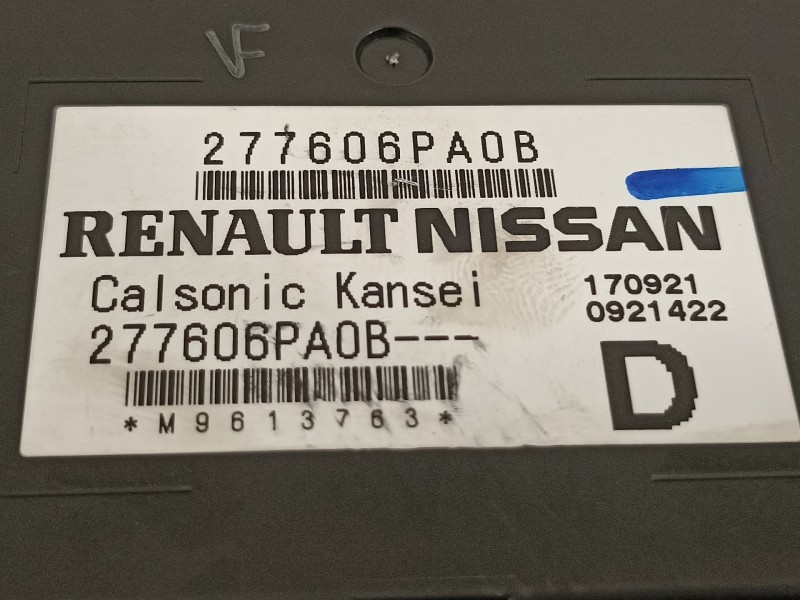 VF
277606PA0B
RENAULT NISSAN
Calsonic Kansei 170921
277606PA0B--- 0921422
D
*M9613763*